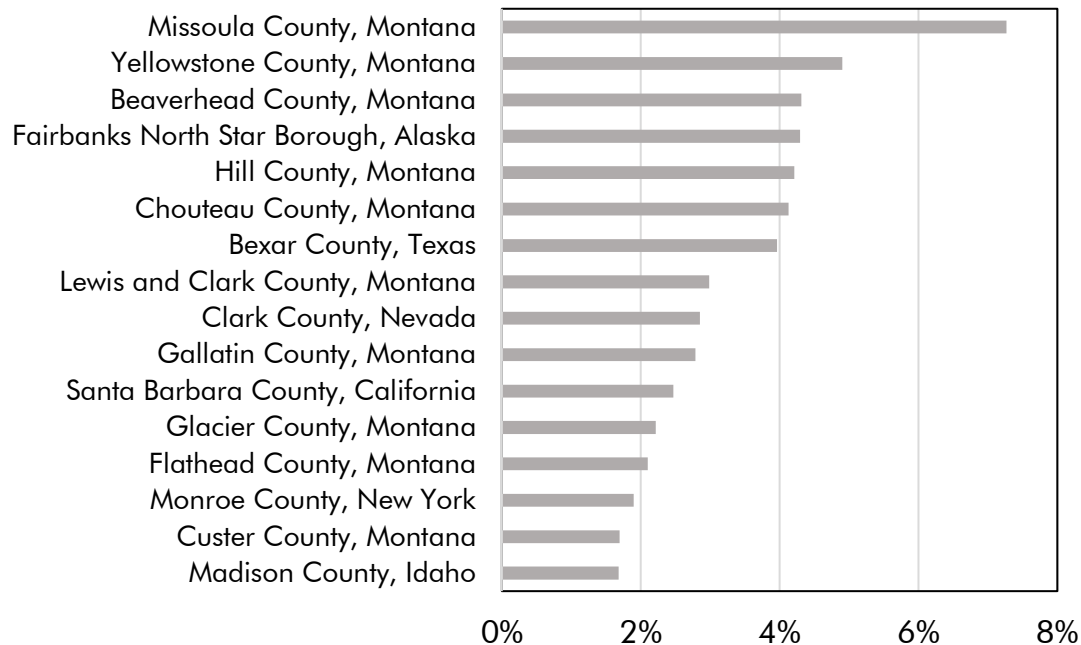 Missoula County, Montana
Yellowstone County, Montana
Beaverhead County, Montana
Fairbanks North Star Borough, Alaska
Hill County, Montana
Chouteau County, Montana
Bexar County, Texas
Lewis and Clark County, Montana
Clark County, Nevada
Gallatin County, Montana
Santa Barbara County, California
Glacier County, Montana
Flathead County, Montana
Monroe County, New York
Custer County, Montana
Madison County, Idaho
0% 2% 4% 6% 8%